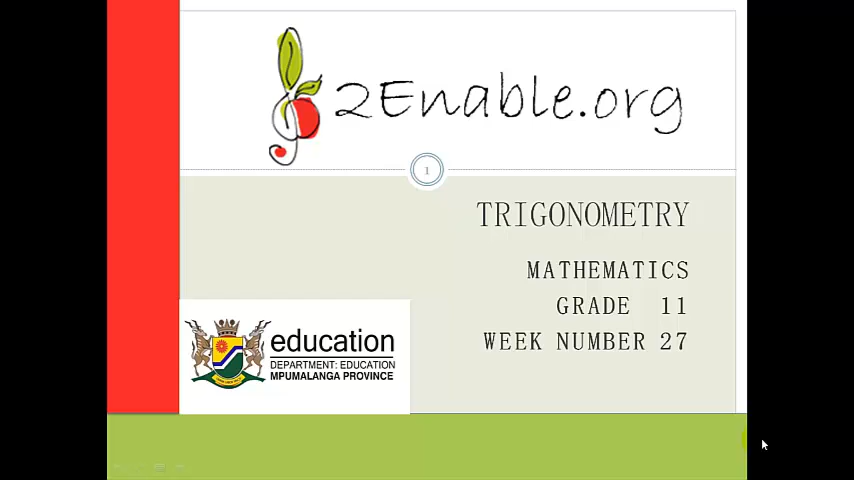 2Enable.org
1
TRIGONOMETRY
MATHEMATICS
GRADE 11
WEEK NUMBER 27
education
DEPARTMENT: EDUCATION
MPUMALANGA PROVINCE